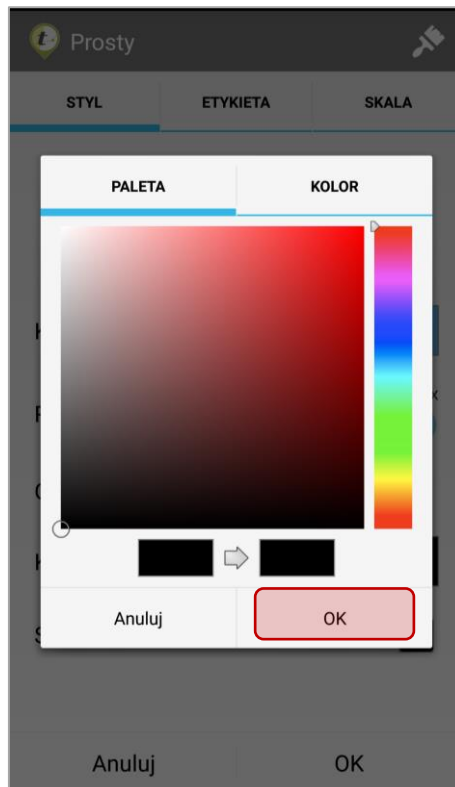 Prosty
STYL ETYKIETA SKALA
PALETA KOLOR
Anuluj OK
Anuluj OK